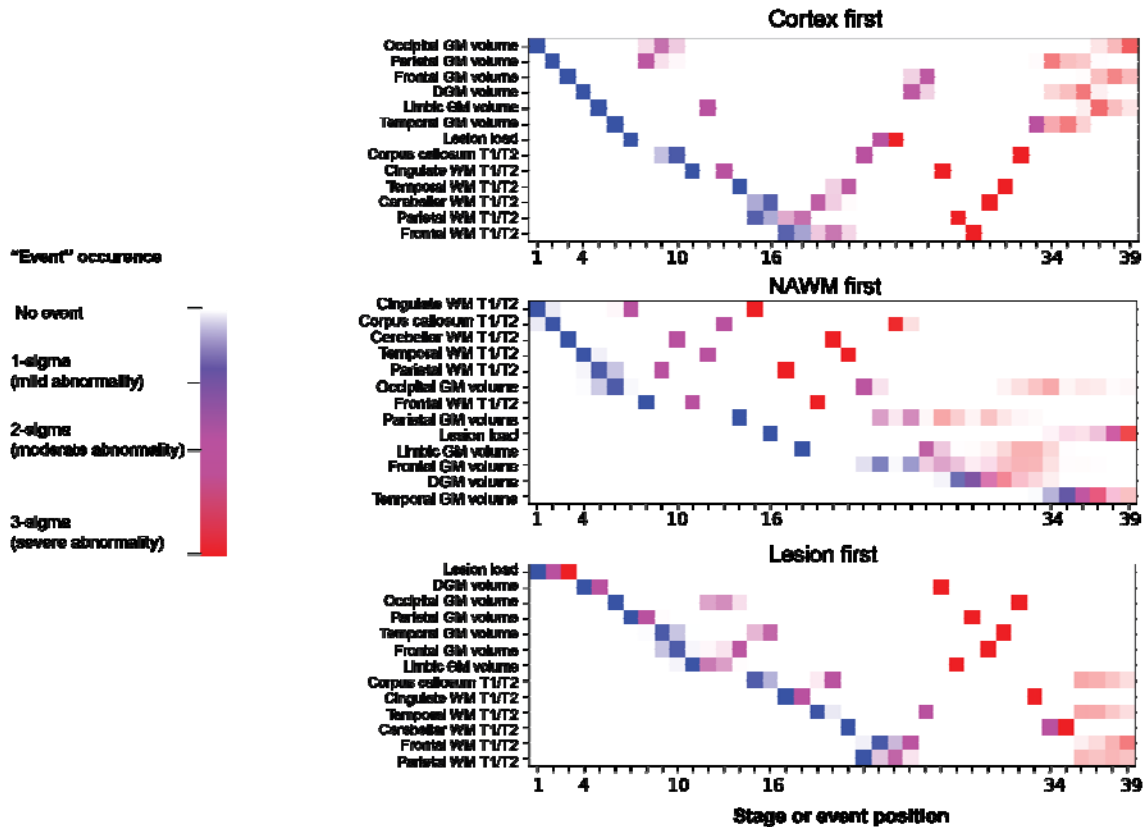 Cortex first
Occipital GM volume
Parietal GM volume
Frontal GM volume
DGM volume
Limbic GM volume
Temporal GM volume
Lesion load
Corpus callosum T1/T2
Cingulate WM T1/T2
Temporal WM T1/T2
Cerebellar WM T1/T2
Parietal WM T1/T2
Frontal WM T1/T2
1 4 10 16 34 39
"Event" occurence
No event
1-sigma
(mild abnormality)
2-sigma
(moderate abnormality)
3-sigma
(severe abnormality)
NAWM first
Cingulate WM T1/T2
Corpus callosum T1/T2
Cerebellar WM T1/T2
Temporal WM T1/T2
Parietal WM T1/T2
Occipital GM volume
Frontal WM T1/T2
Parietal GM volume
Lesion load
Limbic GM volume
Frontal GM volume
DGM volume
Temporal GM volume
1 4 10 16 34 39
Lesion first
Lesion load
DGM volume
Occipital GM volume
Parietal GM volume
Temporal GM volume
Frontal GM volume
Limbic GM volume
Corpus callosum T1/T2
Cingulate WM T1/T2
Temporal WM T1/T2
Cerebellar WM T1/T2
Frontal WM T1/T2
Parietal WM T1/T2
1 4 10 16 34 39
Stage or event position